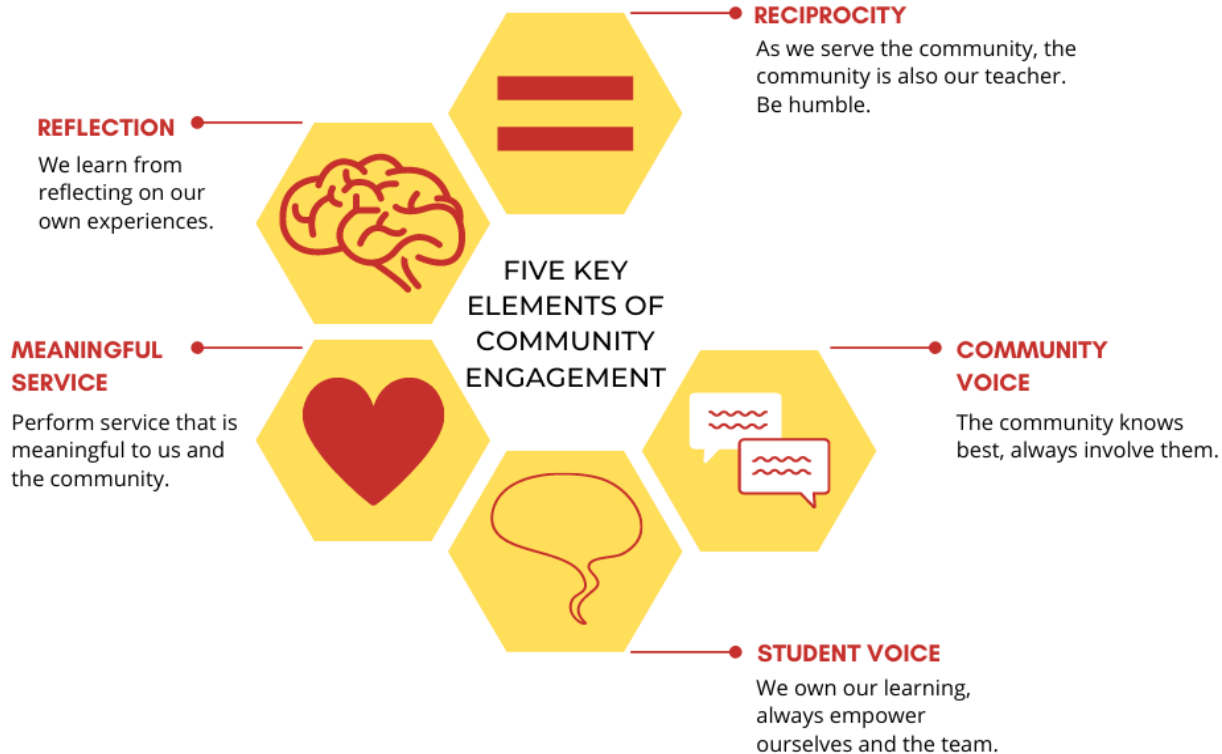 RECIPROCITY
As we serve the community, the
community is also our teacher.
Be humble.
REFLECTION
We learn from
reflecting on our
own experiences.
FIVE KEY
ELEMENTS OF
COMMUNITY
ENGAGEMENT
MEANINGFUL
SERVICE
Perform service that is
meaningful to us and
the community.
COMMUNITY
VOICE
The community knows
best, always involve them.
STUDENT VOICE
We own our learning,
always empower
ourselves and the team.